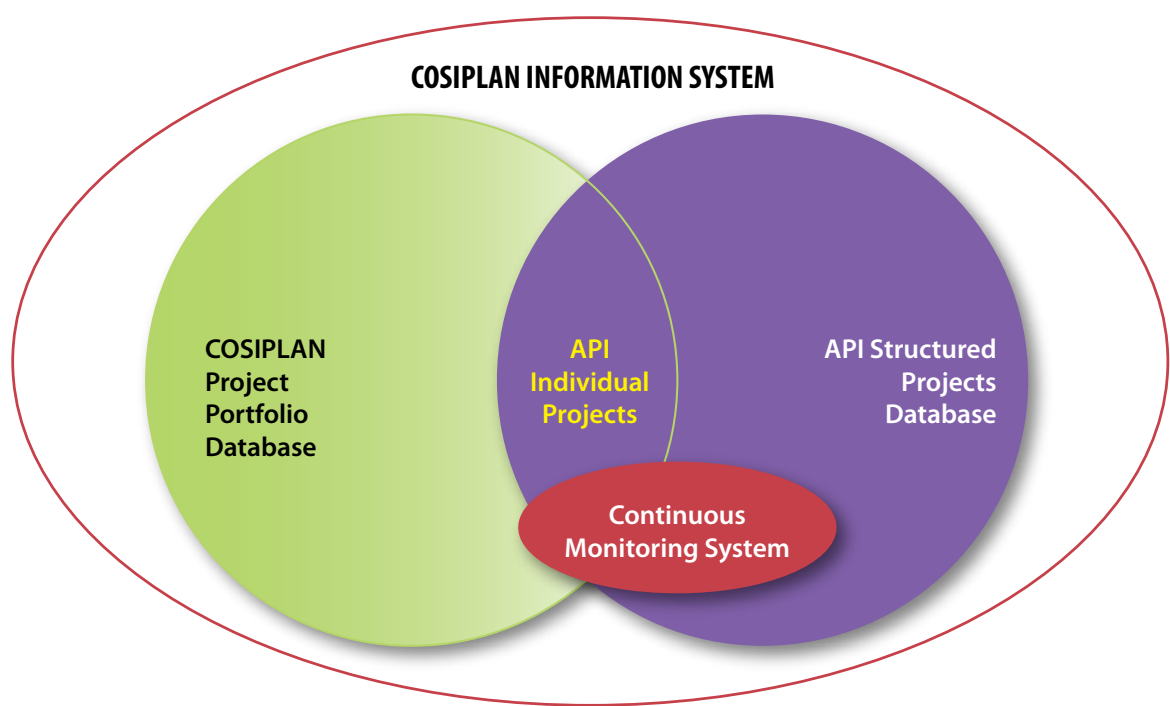 COSIPLAN INFORMATION SYSTEM
COSIPLAN
Project
Portfolio
Database
API
Individual
Projects
API Structured
Projects
Database
Continuous
Monitoring System